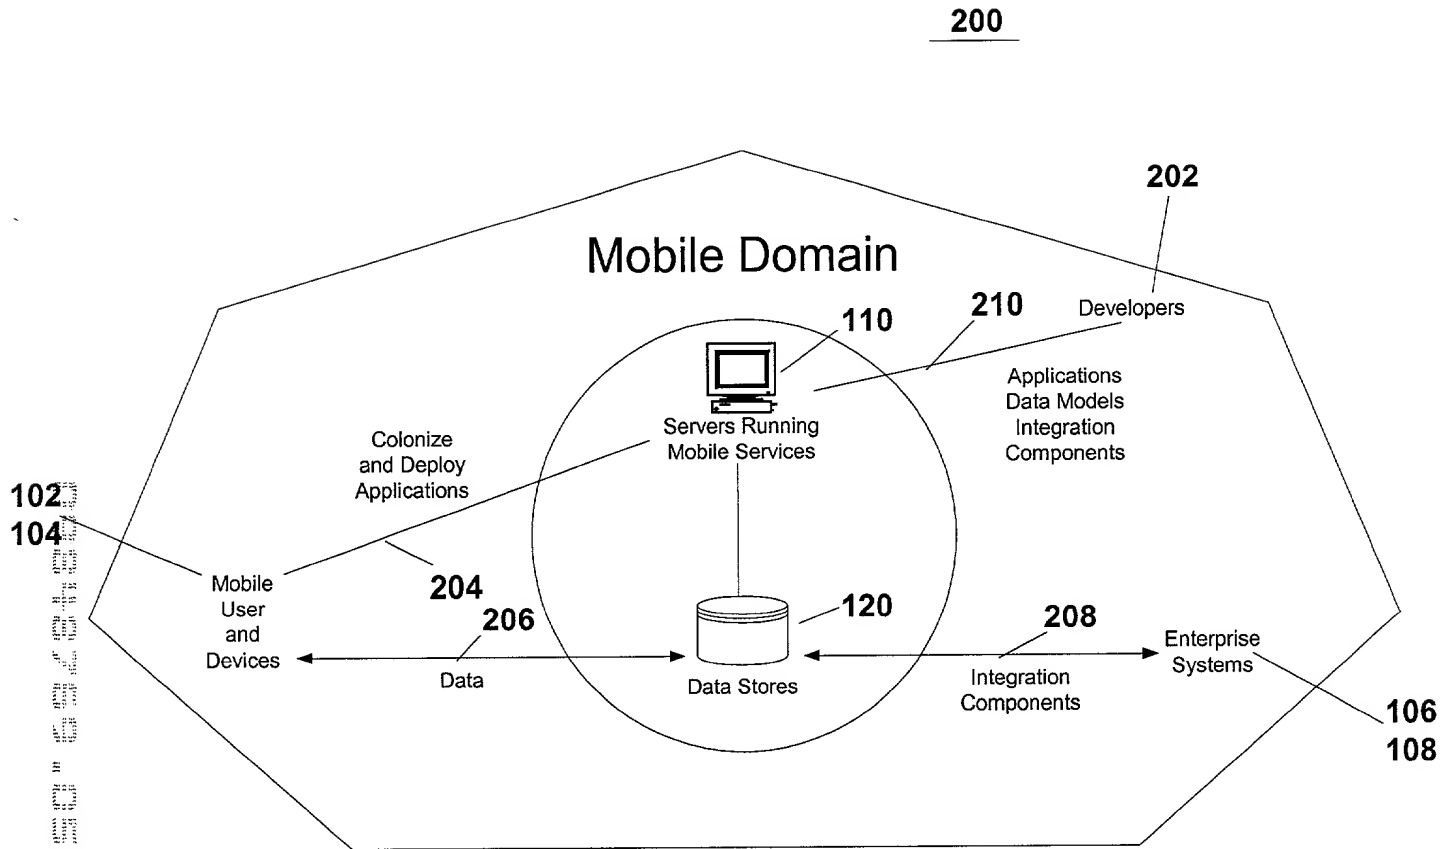 200
202
Mobile Domain
Developers
210
110
Applications
Data Models
Integration
Components
Servers Running
Mobile Services
Colonize
and Deploy
Applications
102
104
204
Mobile
User
and
Devices
206
120
208
Enterprise
Systems
Data
Data Stores
Integration
Components
106
108